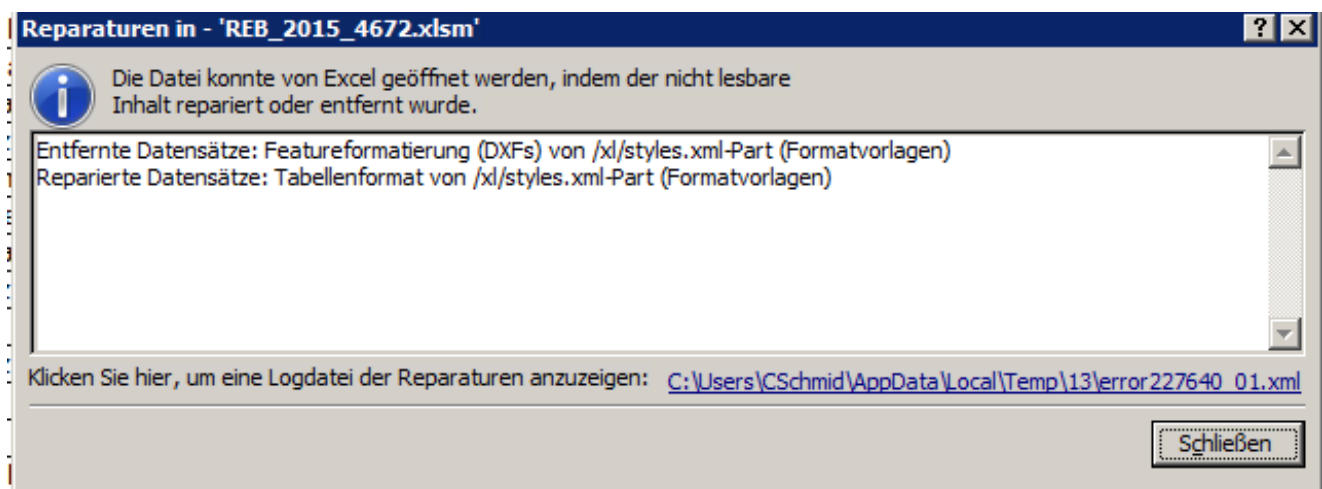 Reparaturen in - 'REB_2015_4672.xlsm'
Die Datei konnte von Excel geöffnet werden, indem der nicht lesbare
Inhalt repariert oder entfernt wurde.
Entfernte Datensätze: Featureformatierung (DXFs) von /xl/styles.xml-Part (Formatvorlagen)
Reparierte Datensätze: Tabellenformat von /xl/styles.xml-Part (Formatvorlagen)
Klicken Sie hier, um eine Logdatei der Reparaturen anzuzeigen: C:\Users\CSchmid\AppData\Local\Temp\13\error227640_01.xml
Schließen